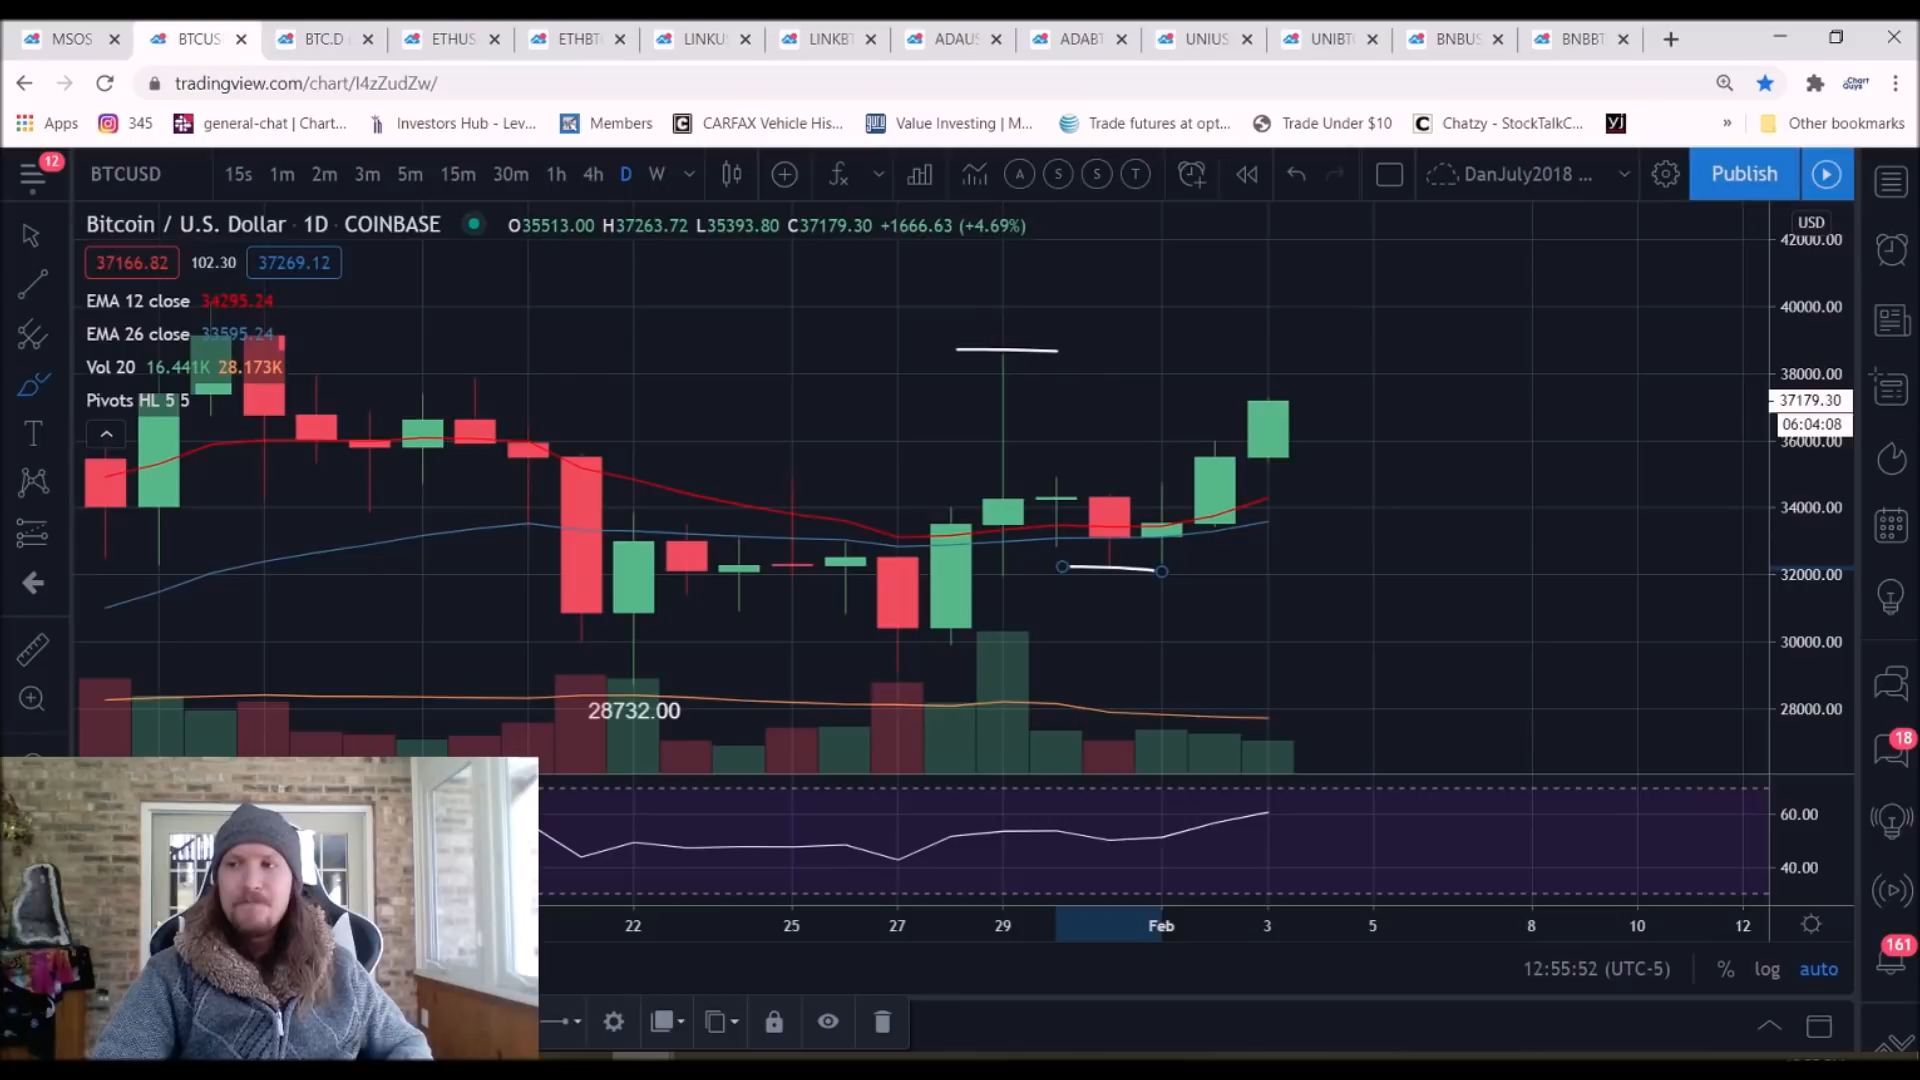 MSOS
BTCUS
BTC.D
ETHUS
ETHBT
LINKU
LINKBT
ADAUS
ADABT
UNIUS
UNIBT
BNBUS
BNBBT
tradingview.com/chart/I4zZudZw/
Apps
345
general-chat | Chart...
Investors Hub - Lev...
Members
CARFAX Vehicle His...
Value Investing | M...
Trade futures at opt...
Trade Under $10
Chatzy - StockTalkC...
Other bookmarks
12
BTCUSD
15s 1m 2m 3m 5m 15m 30m 1h 4h D W
DanJuly2018 ...
Publish
Bitcoin / U.S. Dollar · 1D · COINBASE
O35513.00 H37263.72 L35393.80 C37179.30 +1666.63 (+4.69%)
37166.82 102.30 37269.12
EMA 12 close 34295.24
EMA 26 close 33595.24
Vol 20 16.441K 28.173K
Pivots HL 5 5
USD
42000.00
40000.00
38000.00
37179.30
06:04:08
36000.00
34000.00
32000.00
30000.00
28000.00
28732.00
60.00
40.00
22 25 27 29 Feb 3 5 8 10 12
12:55:52 (UTC-5)
% log auto
18
161